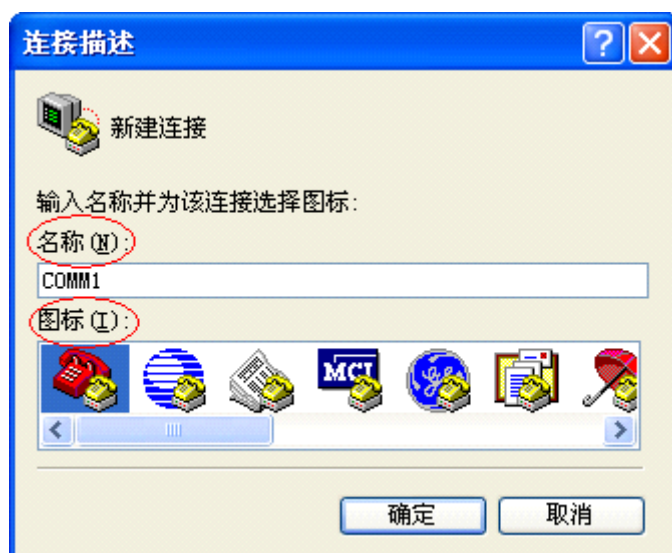 连接描述
新建连接
输入名称并为该连接选择图标:
名称(N):
COMM1
图标(I):
MCI
确定
取消